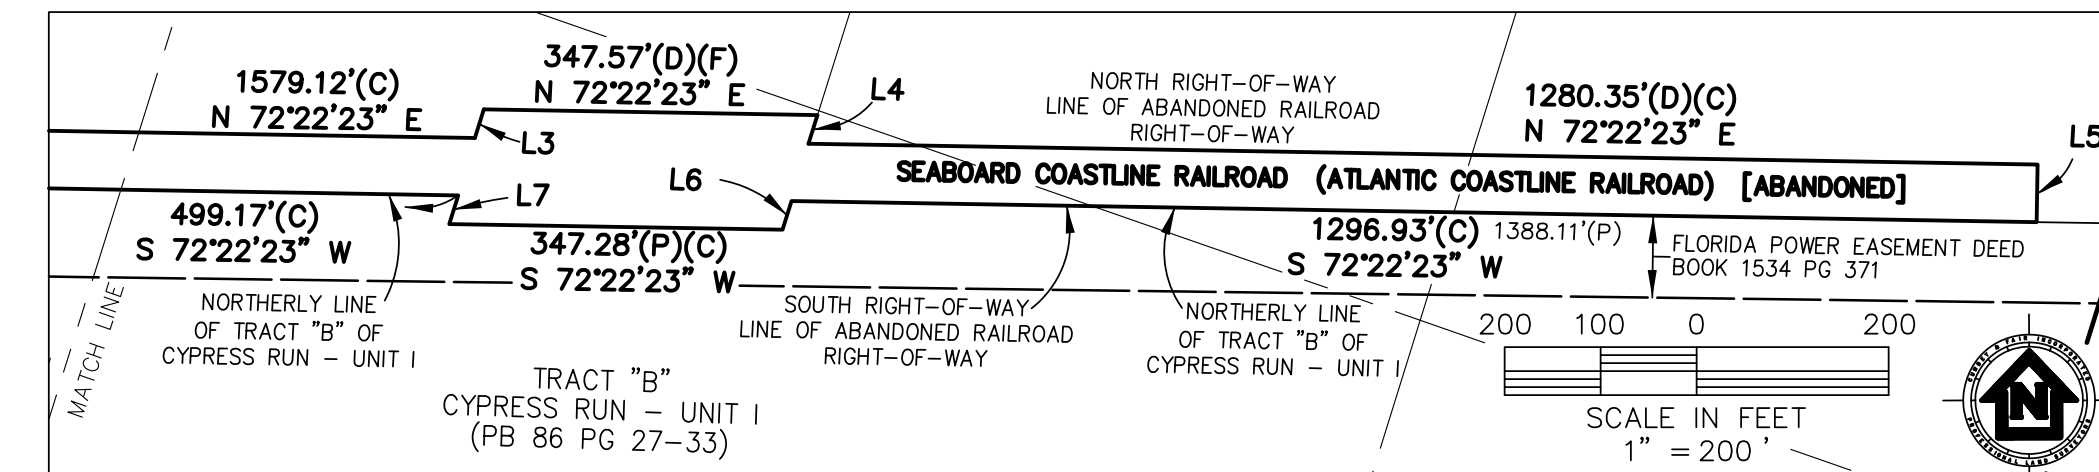 1579.12'(C)
N 72°22'23" E
347.57'(D)(F)
N 72°22'23" E
L3
L4
NORTH RIGHT-OF-WAY
LINE OF ABANDONED RAILROAD
RIGHT-OF-WAY
1280.35'(D)(C)
N 72°22'23" E
L5
SEABOARD COASTLINE RAILROAD (ATLANTIC COASTLINE RAILROAD) [ABANDONED]
L7
L6
499.17'(C)
S 72°22'23" W
347.28'(P)(C)
S 72°22'23" W
1296.93'(C) 1388.11'(P)
S 72°22'23" W
FLORIDA POWER EASEMENT DEED
BOOK 1534 PG 371
MATCH LINE
NORTHERLY LINE
OF TRACT "B" OF
CYPRESS RUN - UNIT I
SOUTH RIGHT-OF-WAY
LINE OF ABANDONED RAILROAD
RIGHT-OF-WAY
NORTHERLY LINE
OF TRACT "B" OF
CYPRESS RUN - UNIT I
TRACT "B"
CYPRESS RUN - UNIT I
(PB 86 PG 27-33)
200 100 0 200
SCALE IN FEET
1" = 200 '
N
& FAIR INCORPORATED
PROFESSIONAL LAND SURVEYORS